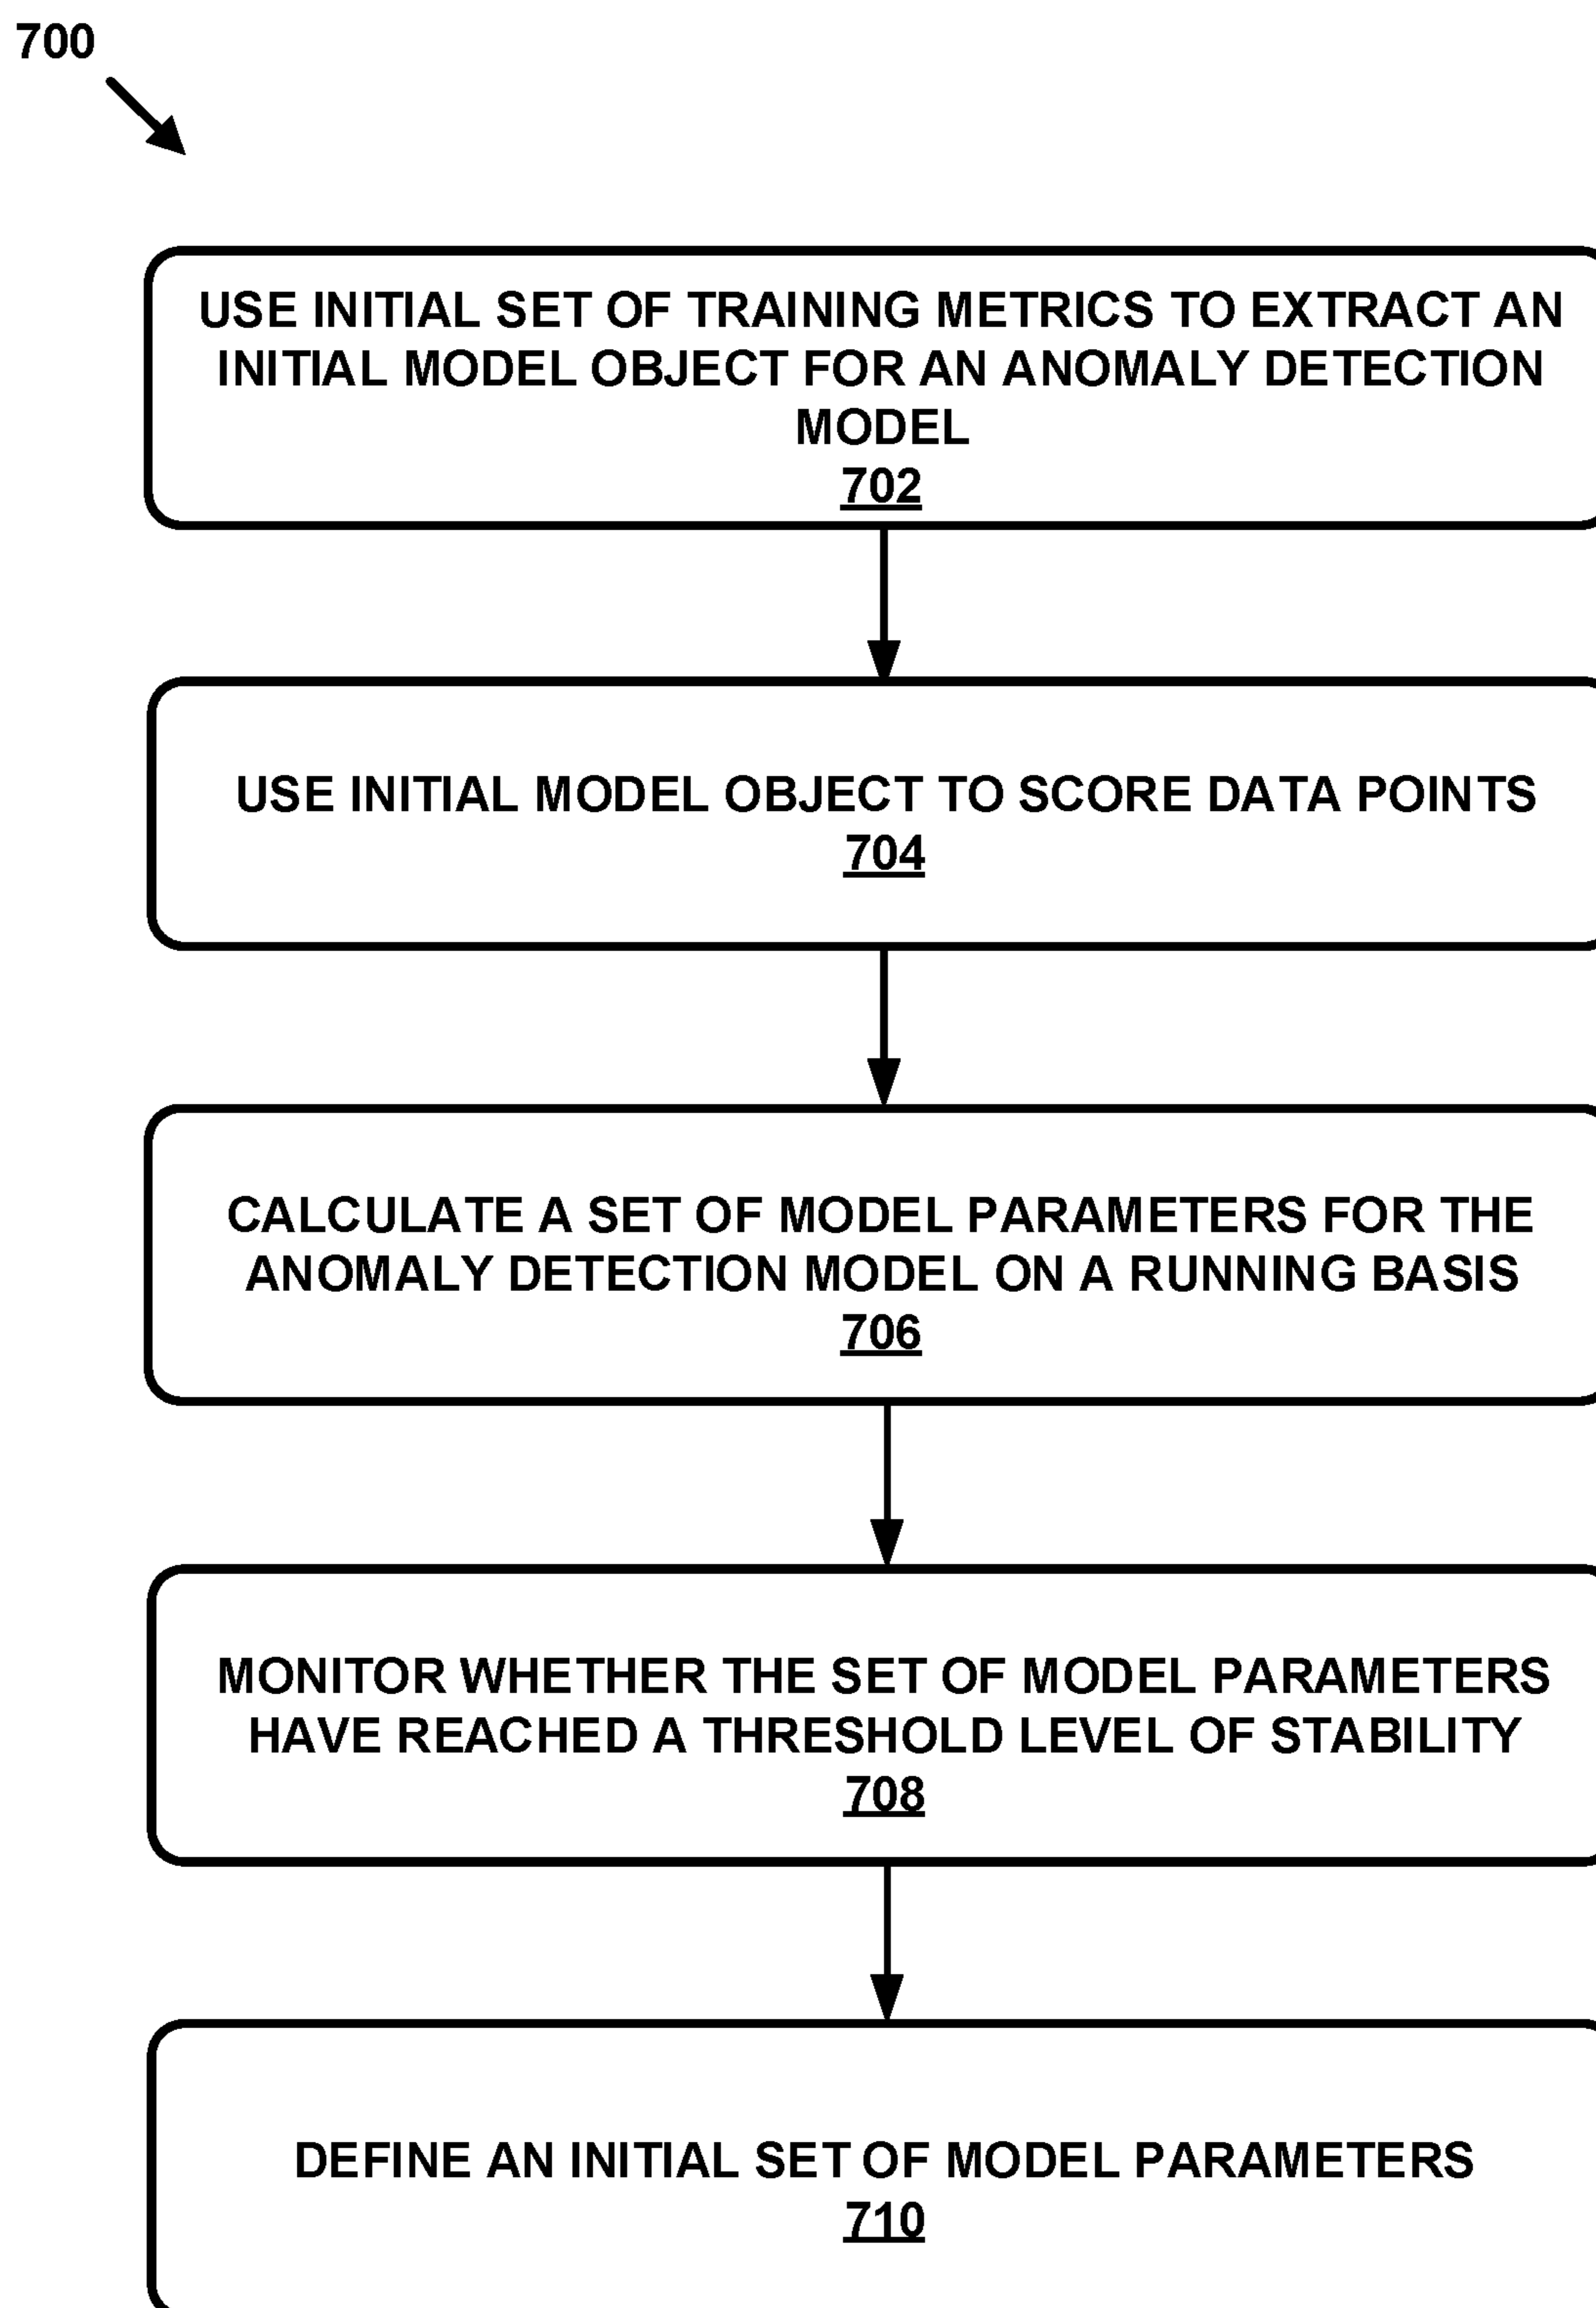 700
USE INITIAL SET OF TRAINING METRICS TO EXTRACT AN
INITIAL MODEL OBJECT FOR AN ANOMALY DETECTION
MODEL
702
USE INITIAL MODEL OBJECT TO SCORE DATA POINTS
704
CALCULATE A SET OF MODEL PARAMETERS FOR THE
ANOMALY DETECTION MODEL ON A RUNNING BASIS
706
MONITOR WHETHER THE SET OF MODEL PARAMETERS
HAVE REACHED A THRESHOLD LEVEL OF STABILITY
708
DEFINE AN INITIAL SET OF MODEL PARAMETERS
710